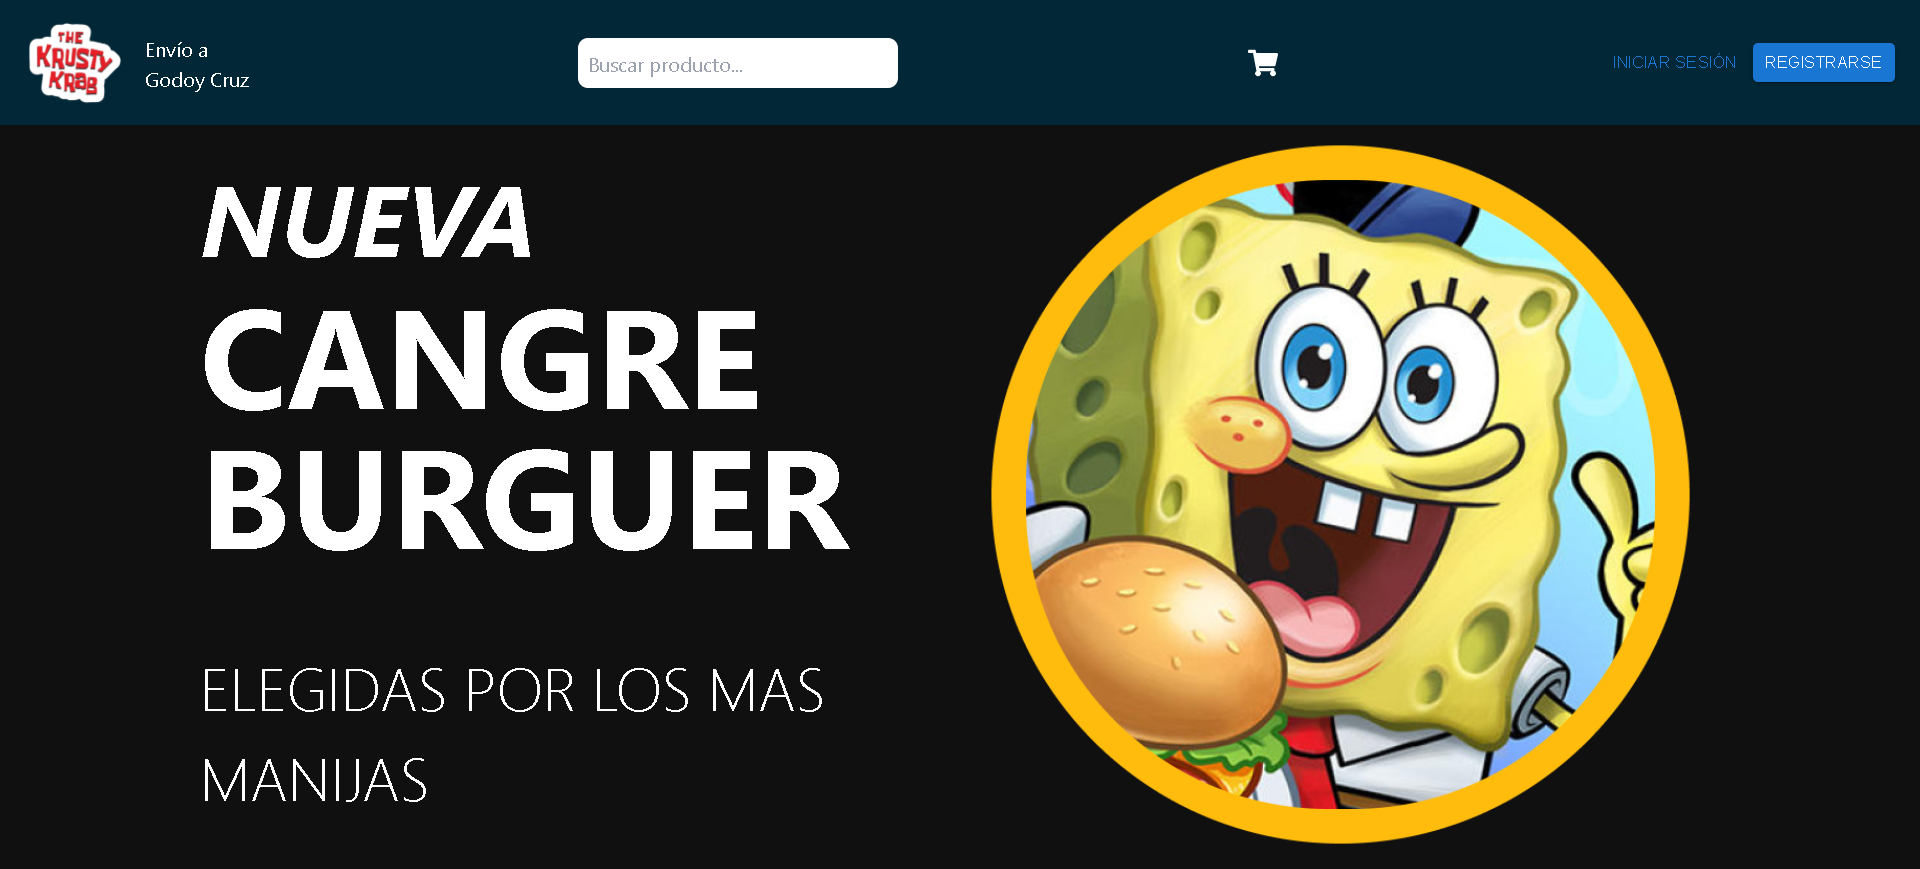 THE
KRUSTY
KRAB
Envío a
Godoy Cruz
Buscar producto...
INICIAR SESIÓN
REGISTRARSE
NUEVA
CANGRE
BURGUER
ELEGIDAS POR LOS MAS
MANIJAS